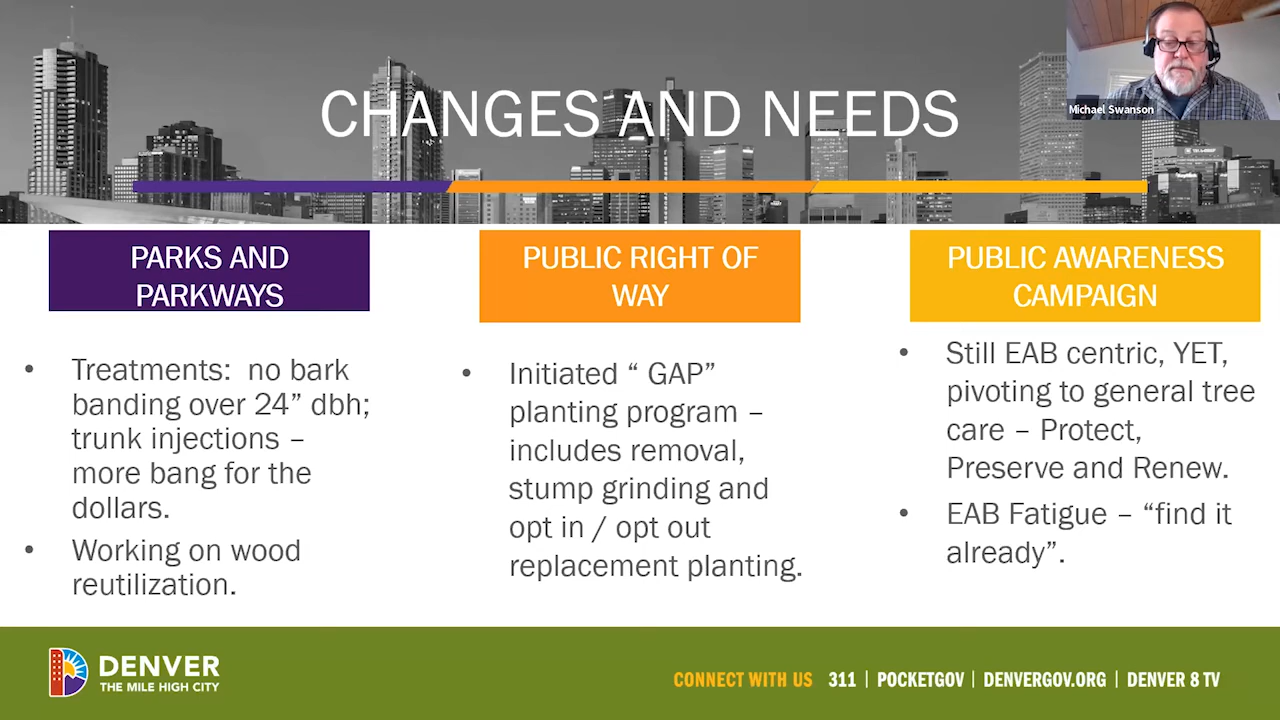 CHANGES AND NEEDS
Michael Swanson
PARKS AND
PARKWAYS
• Treatments: no bark
banding over 24” dbh;
trunk injections –
more bang for the
dollars.
• Working on wood
reutilization.
PUBLIC RIGHT OF
WAY
• Initiated “ GAP”
planting program –
includes removal,
stump grinding and
opt in / opt out
replacement planting.
PUBLIC AWARENESS
CAMPAIGN
• Still EAB centric, YET,
pivoting to general tree
care – Protect,
Preserve and Renew.
• EAB Fatigue – “find it
already”.
DENVER
THE MILE HIGH CITY
CONNECT WITH US 311 | POCKETGOV | DENVERGOV.ORG | DENVER 8 TV